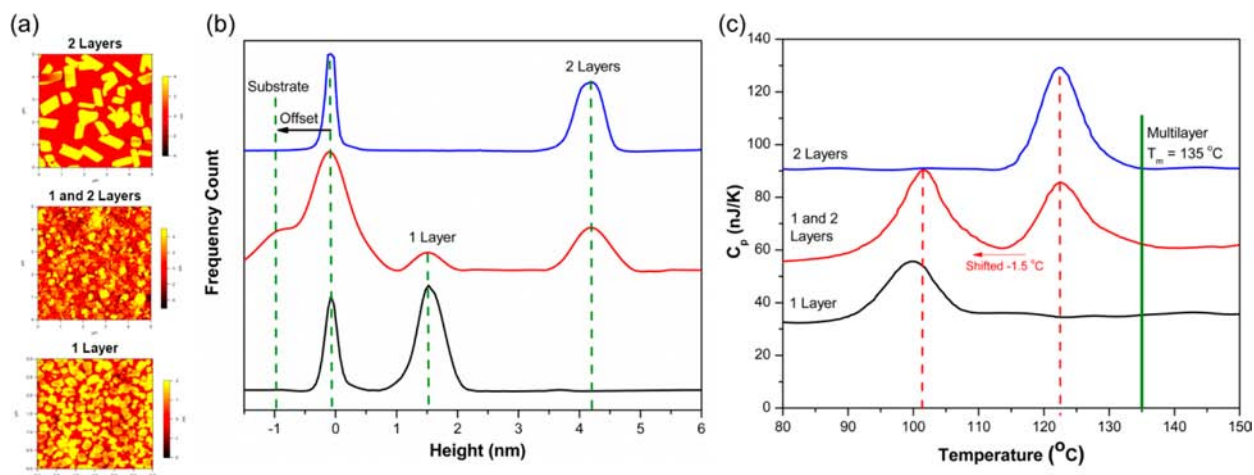 (a)
2 Layers
1 and 2 Layers
1 Layer
(b)
2 Layers
Substrate
Offset
1 Layer
Frequency Count
-1 0 1 2 3 4 5 6
Height (nm)
(c)
140
120
100
80
60
40
20
0
C_p (nJ/K)
2 Layers
Multilayer
T_m = 135 °C
1 and 2
Layers
Shifted -1.5 °C
1 Layer
80 90 100 110 120 130 140 150
Temperature (°C)